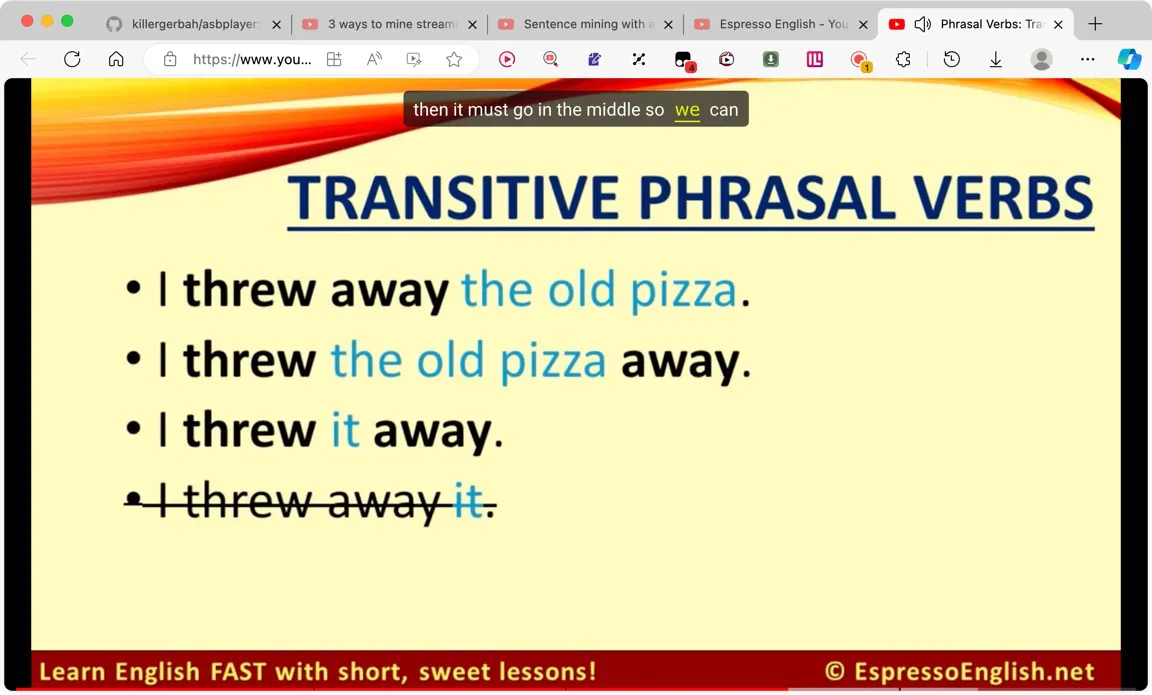 killergerbah/asbplayer: 3 ways to mine streami Sentence mining with a Espresso English - You Phrasal Verbs: Tra
https://www.you... 4 1
then it must go in the middle so we can
TRANSITIVE PHRASAL VERBS
• I threw away the old pizza.
• I threw the old pizza away.
• I threw it away.
• I threw away it.
Learn English FAST with short, sweet lessons! © EspressoEnglish.net